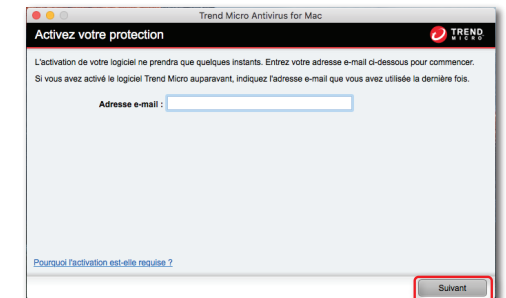 Trend Micro Antivirus for Mac
Activez votre protection
TREND
MICRO
L'activation de votre logiciel ne prendra que quelques instants. Entrez votre adresse e-mail ci-dessous pour commencer.
Si vous avez activé le logiciel Trend Micro auparavant, indiquez l'adresse e-mail que vous avez utilisée la dernière fois.
Adresse e-mail :
Pourquoi l'activation est-elle requise ?
Suivant